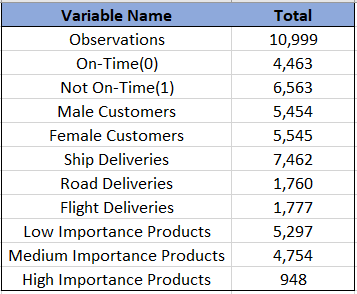 Variable Name Total
Observations 10,999
On-Time(0) 4,463
Not On-Time(1) 6,563
Male Customers 5,454
Female Customers 5,545
Ship Deliveries 7,462
Road Deliveries 1,760
Flight Deliveries 1,777
Low Importance Products 5,297
Medium Importance Products 4,754
High Importance Products 948